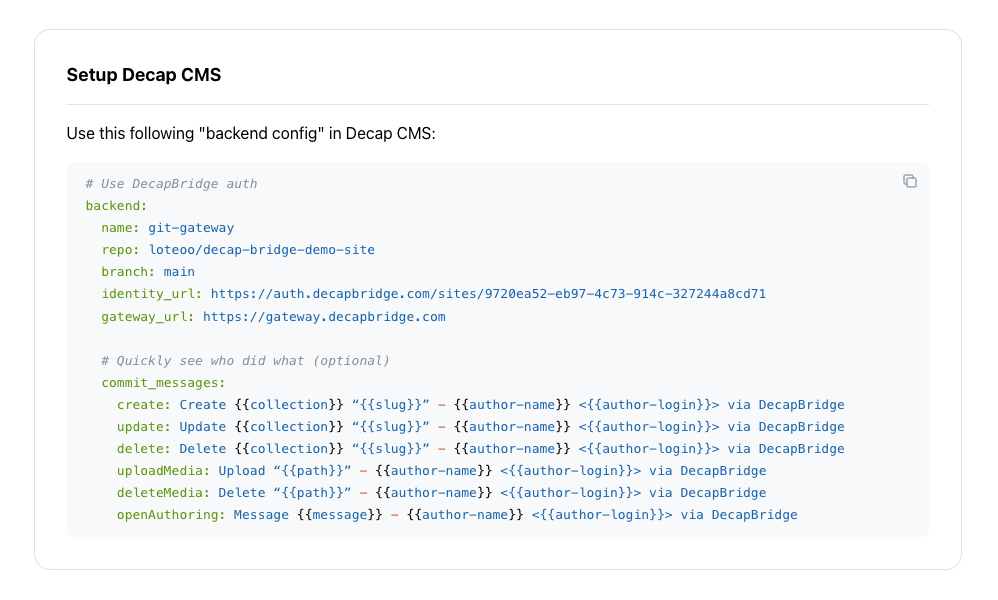 Setup Decap CMS
Use this following "backend config" in Decap CMS:
# Use DecapBridge auth
backend:
  name: git-gateway
  repo: loteoo/decap-bridge-demo-site
  branch: main
  identity_url: https://auth.decapbridge.com/sites/9720ea52-eb97-4c73-914c-327244a8cd71
  gateway_url: https://gateway.decapbridge.com
  # Quickly see who did what (optional)
  commit_messages:
    create: Create {{collection}} “{{slug}}” - {{author-name}} <{{author-login}}> via DecapBridge
    update: Update {{collection}} “{{slug}}” - {{author-name}} <{{author-login}}> via DecapBridge
    delete: Delete {{collection}} “{{slug}}” - {{author-name}} <{{author-login}}> via DecapBridge
    uploadMedia: Upload “{{path}}” - {{author-name}} <{{author-login}}> via DecapBridge
    deleteMedia: Delete “{{path}}” - {{author-name}} <{{author-login}}> via DecapBridge
    openAuthoring: Message {{message}} - {{author-name}} <{{author-login}}> via DecapBridge